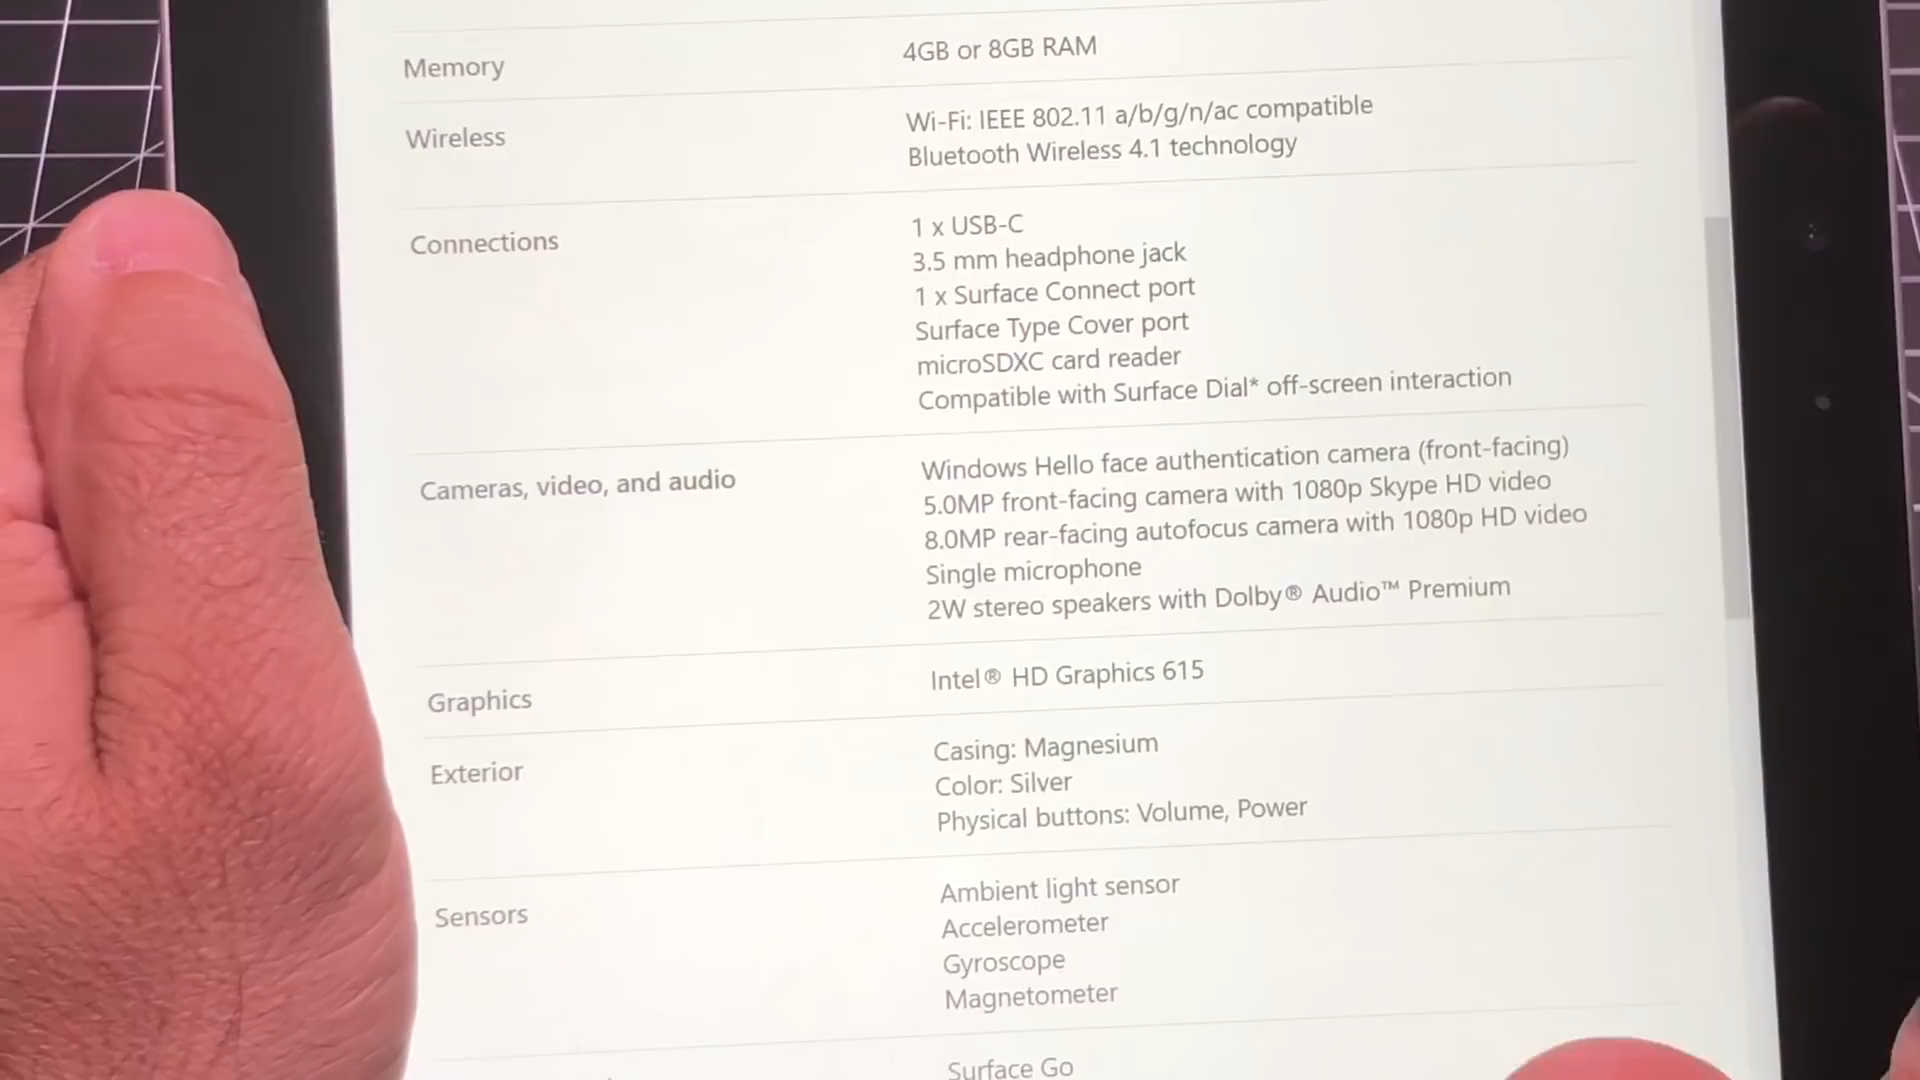 Memory
4GB or 8GB RAM
Wireless
Wi-Fi: IEEE 802.11 a/b/g/n/ac compatible
Bluetooth Wireless 4.1 technology
Connections
1 x USB-C
3.5 mm headphone jack
1 x Surface Connect port
Surface Type Cover port
microSDXC card reader
Compatible with Surface Dial* off-screen interaction
Cameras, video, and audio
Windows Hello face authentication camera (front-facing)
5.0MP front-facing camera with 1080p Skype HD video
8.0MP rear-facing autofocus camera with 1080p HD video
Single microphone
2W stereo speakers with Dolby® Audio™ Premium
Graphics
Intel® HD Graphics 615
Exterior
Casing: Magnesium
Color: Silver
Physical buttons: Volume, Power
Sensors
Ambient light sensor
Accelerometer
Gyroscope
Magnetometer
Surface Go